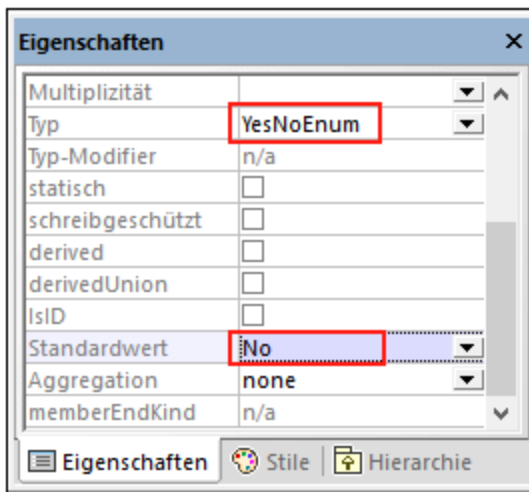 Eigenschaften
Multiplizität
Typ YesNoEnum
Typ-Modifier n/a
statisch
schreibgeschützt
derived
derivedUnion
IsID
Standardwert No
Aggregation none
memberEndKind n/a
Eigenschaften Stile Hierarchie